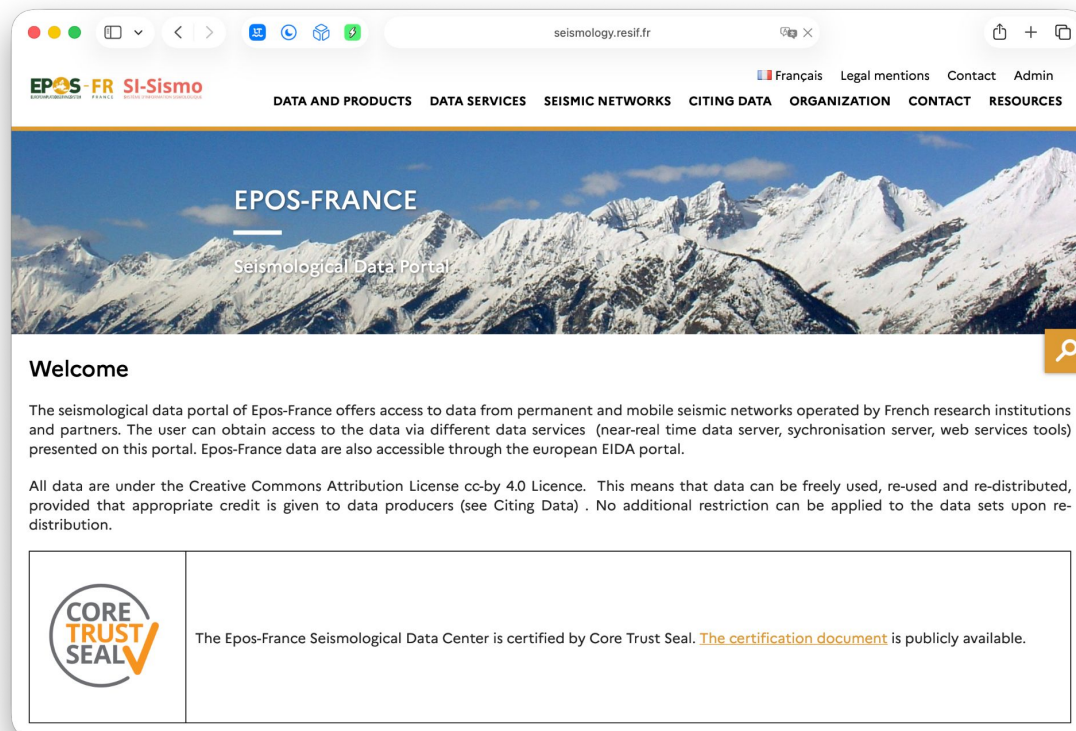 seismology.resif.fr
EPOS-FR SI-Sismo
FRANCE
Français Legal mentions Contact Admin
DATA AND PRODUCTS DATA SERVICES SEISMIC NETWORKS CITING DATA ORGANIZATION CONTACT RESOURCES
EPOS-FRANCE
Seismological Data Portal
Welcome
The seismological data portal of Epos-France offers access to data from permanent and mobile seismic networks operated by French research institutions
and partners. The user can obtain access to the data via different data services (near-real time data server, sychronisation server, web services tools)
presented on this portal. Epos-France data are also accessible through the european EIDA portal.
All data are under the Creative Commons Attribution License cc-by 4.0 Licence. This means that data can be freely used, re-used and re-distributed,
provided that appropriate credit is given to data producers (see Citing Data) . No additional restriction can be applied to the data sets upon re-
distribution.
CORE
TRUST
SEAL
The Epos-France Seismological Data Center is certified by Core Trust Seal. The certification document is publicly available.